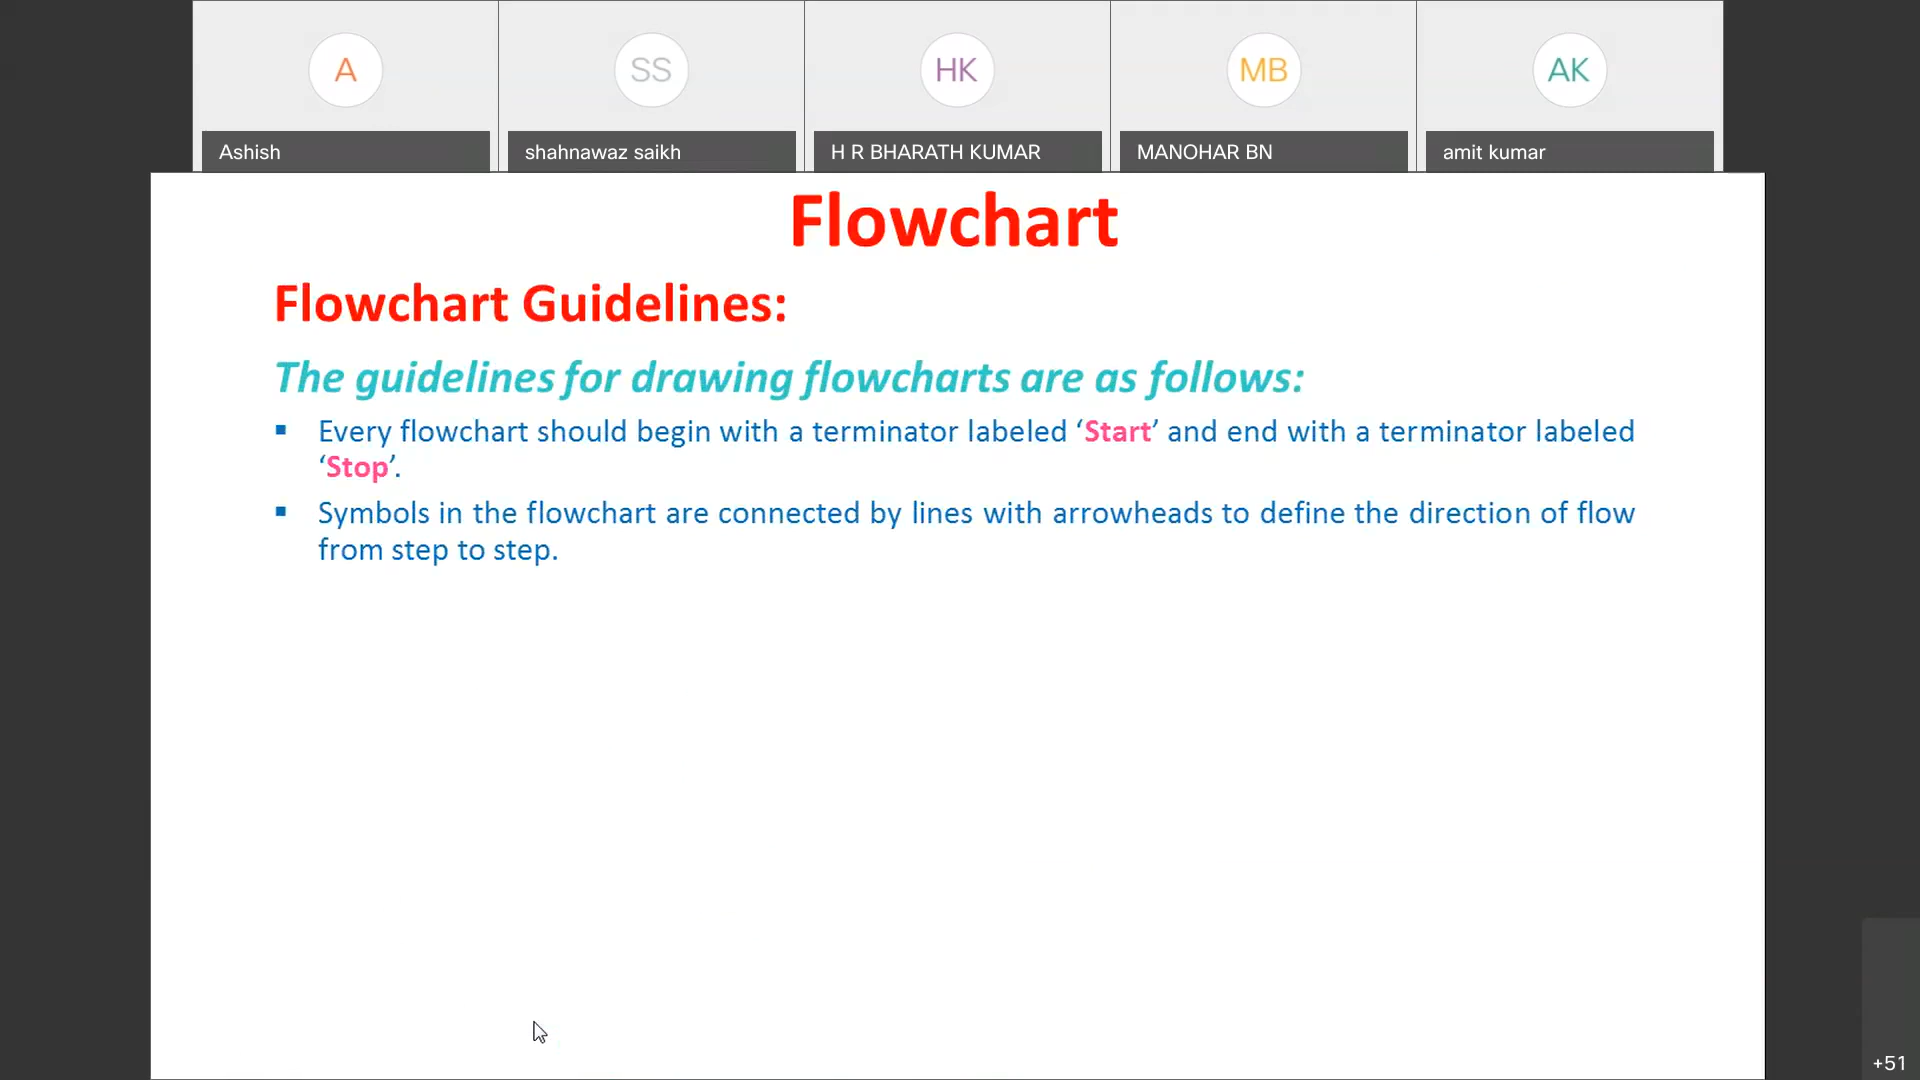 A
SS
HK
MB
AK
Ashish
shahnawaz saikh
H R BHARATH KUMAR
MANOHAR BN
amit kumar
Flowchart
Flowchart Guidelines:
The guidelines for drawing flowcharts are as follows:
▪ Every flowchart should begin with a terminator labeled ‘Start’ and end with a terminator labeled
‘Stop’.
▪ Symbols in the flowchart are connected by lines with arrowheads to define the direction of flow
from step to step.
+51